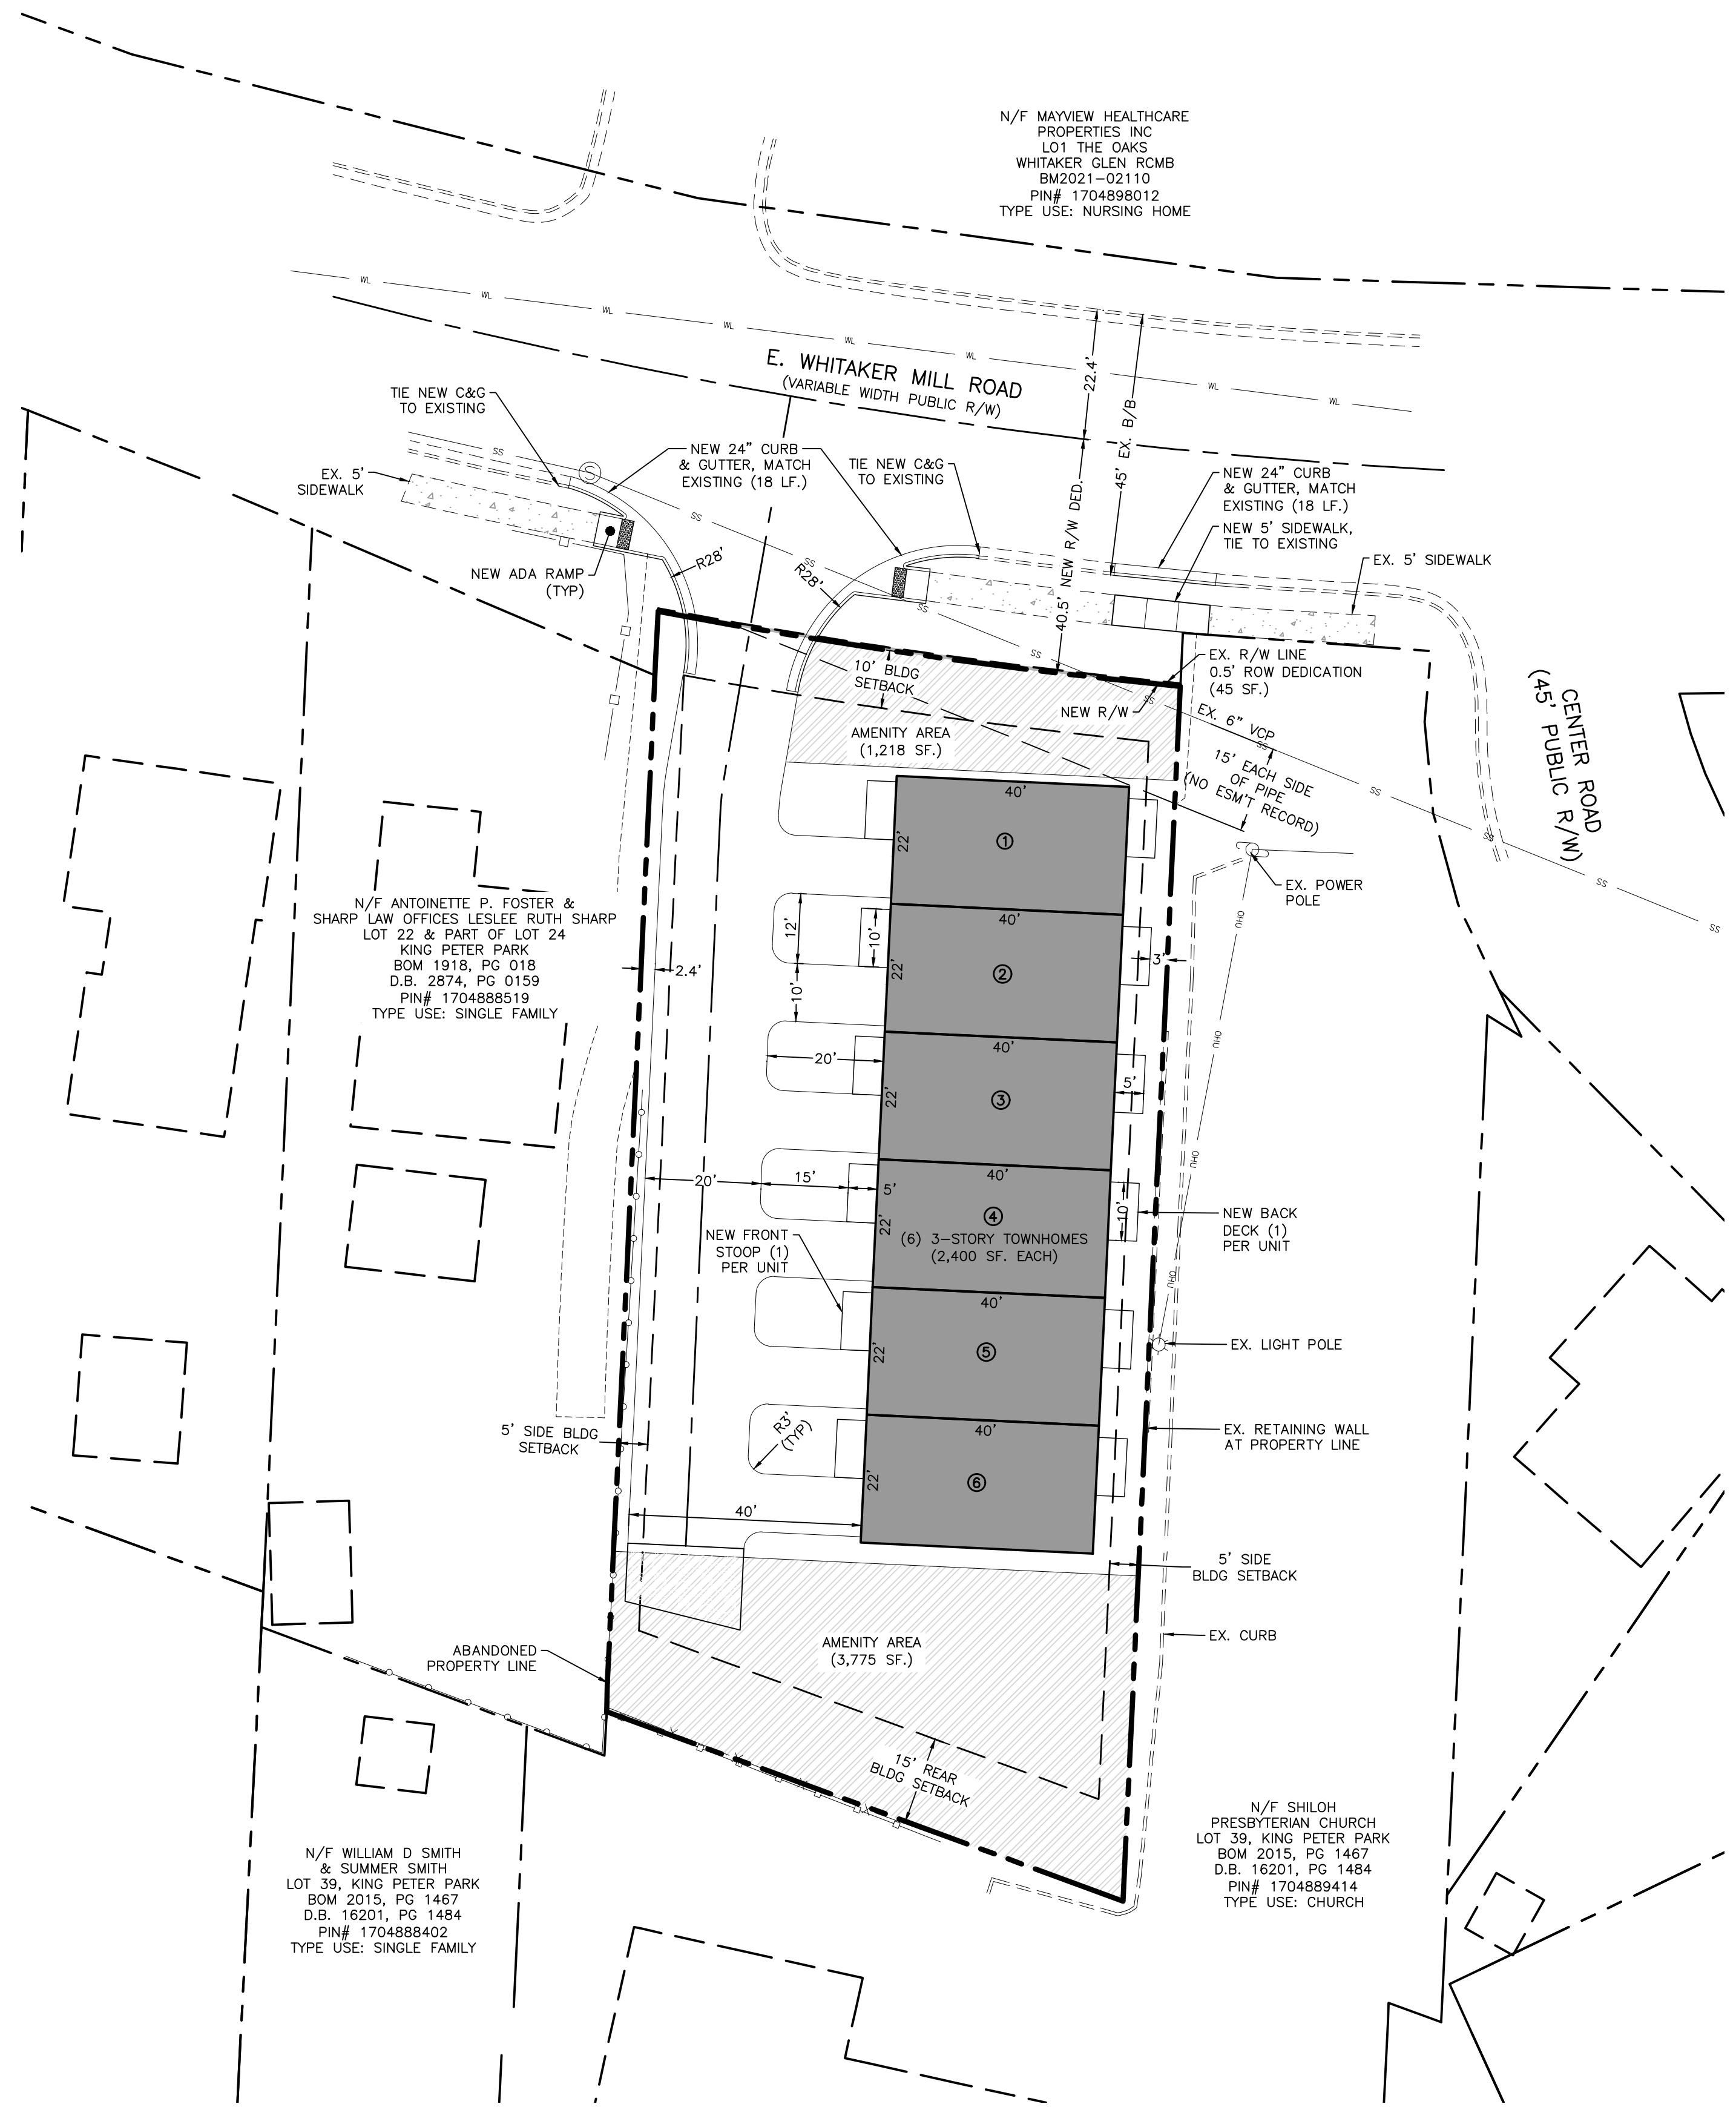 N/F MAYVIEW HEALTHCARE
PROPERTIES INC
LO1 THE OAKS
WHITAKER GLEN RCMB
BM2021-02110
PIN# 1704898012
TYPE USE: NURSING HOME
WL
WL
WL
WL
WL
WL
WL
WL
WL
E. WHITAKER MILL ROAD
(VARIABLE WIDTH PUBLIC R/W)
22.4'
45' EX. B/B
40.5' NEW R/W DED.
TIE NEW C&G
TO EXISTING
SS
S
EX. 5'
SIDEWALK
NEW 24" CURB
& GUTTER, MATCH
EXISTING (18 LF.)
TIE NEW C&G
TO EXISTING
NEW 24" CURB
& GUTTER, MATCH
EXISTING (18 LF.)
NEW 5' SIDEWALK,
TIE TO EXISTING
EX. 5' SIDEWALK
SS
SS
SS
SS
SS
SS
SS
SS
SS
SS
NEW ADA RAMP
(TYP)
R28'
R28'
10' BLDG
SETBACK
EX. R/W LINE
0.5' ROW DEDICATION
(45 SF.)
NEW R/W
AMENITY AREA
(1,218 SF.)
EX. 6" VCP
15' EACH SIDE
OF PIPE
(NO ESM'T RECORD)
CENTER ROAD
(45' PUBLIC R/W)
40'
22'
1
EX. POWER
POLE
N/F ANTOINETTE P. FOSTER &
SHARP LAW OFFICES LESLEE RUTH SHARP
LOT 22 & PART OF LOT 24
KING PETER PARK
BOM 1918, PG 018
D.B. 2874, PG 0159
PIN# 1704888519
TYPE USE: SINGLE FAMILY
40'
12'
10'
22'
2
3'
2.4'
10'
OHU
OHU
OHU
OHU
40'
20'
22'
3
5'
40'
20'
15'
5'
22'
4
10'
(6) 3-STORY TOWNHOMES
(2,400 SF. EACH)
NEW FRONT
STOOP (1)
PER UNIT
NEW BACK
DECK (1)
PER UNIT
40'
22'
5
EX. LIGHT POLE
5' SIDE BLDG
SETBACK
R3'
(TYP)
40'
22'
6
EX. RETAINING WALL
AT PROPERTY LINE
40'
5' SIDE
BLDG SETBACK
ABANDONED
PROPERTY LINE
AMENITY AREA
(3,775 SF.)
EX. CURB
15' REAR
BLDG SETBACK
X
X
X
X
N/F SHILOH
PRESBYTERIAN CHURCH
LOT 39, KING PETER PARK
BOM 2015, PG 1467
D.B. 16201, PG 1484
PIN# 1704889414
TYPE USE: CHURCH
N/F WILLIAM D SMITH
& SUMMER SMITH
LOT 39, KING PETER PARK
BOM 2015, PG 1467
D.B. 16201, PG 1484
PIN# 1704888402
TYPE USE: SINGLE FAMILY